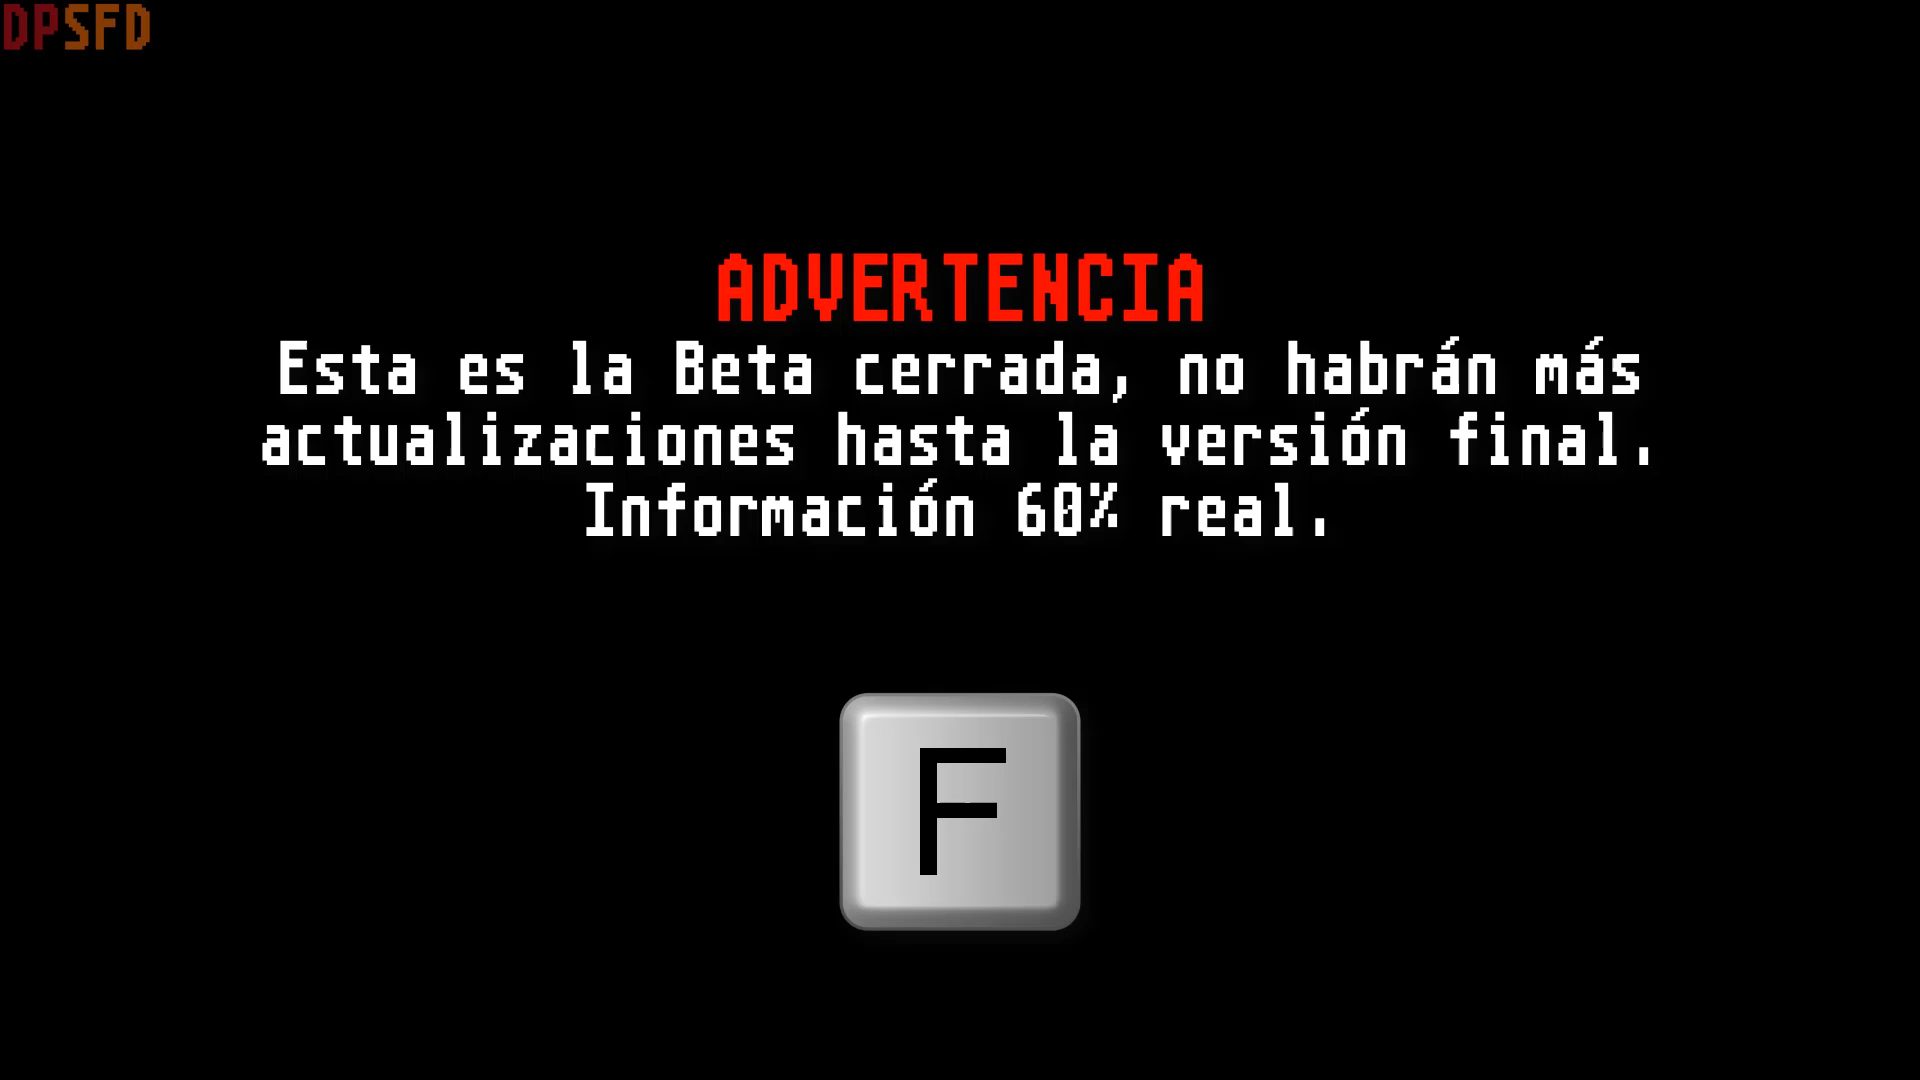 DPSFD
ADVERTENCIA
Esta es la Beta cerrada, no habrán más
actualizaciones hasta la versión final.
Información 60% real.
F